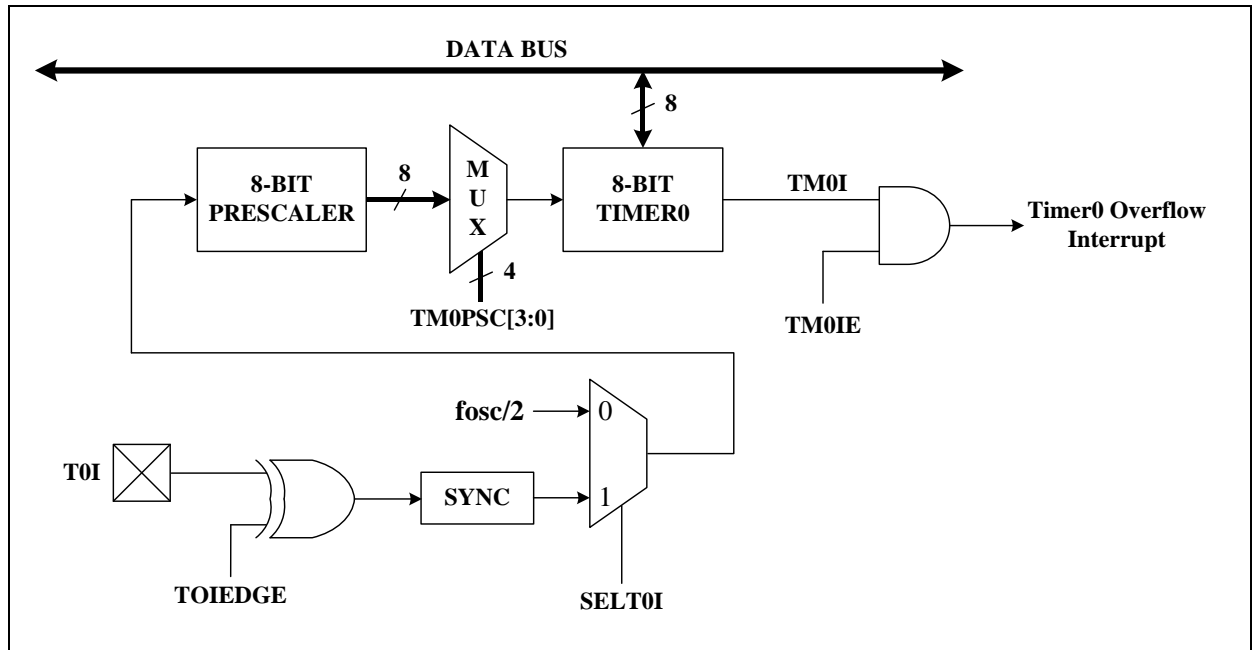 DATA BUS
8
8-BIT
PRESCALER
8
M
U
X
8-BIT
TIMER0
TM0I
Timer0 Overflow
Interrupt
4
TM0PSC[3:0]
TM0IE
fosc/2
0
T0I
SYNC
1
TOIEDGE
SELT0I